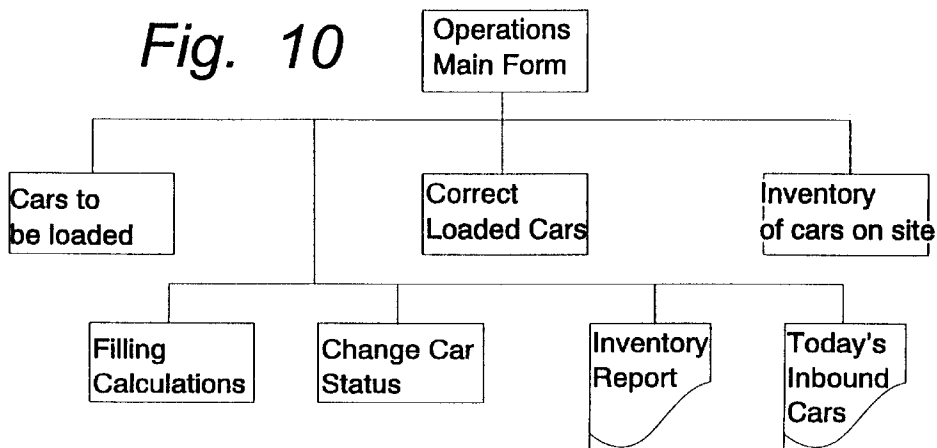 Fig. 10
Operations
Main Form
Cars to
be loaded
Correct
Loaded Cars
Inventory
of cars on site
Filling
Calculations
Change Car
Status
Inventory
Report
Today's
Inbound
Cars